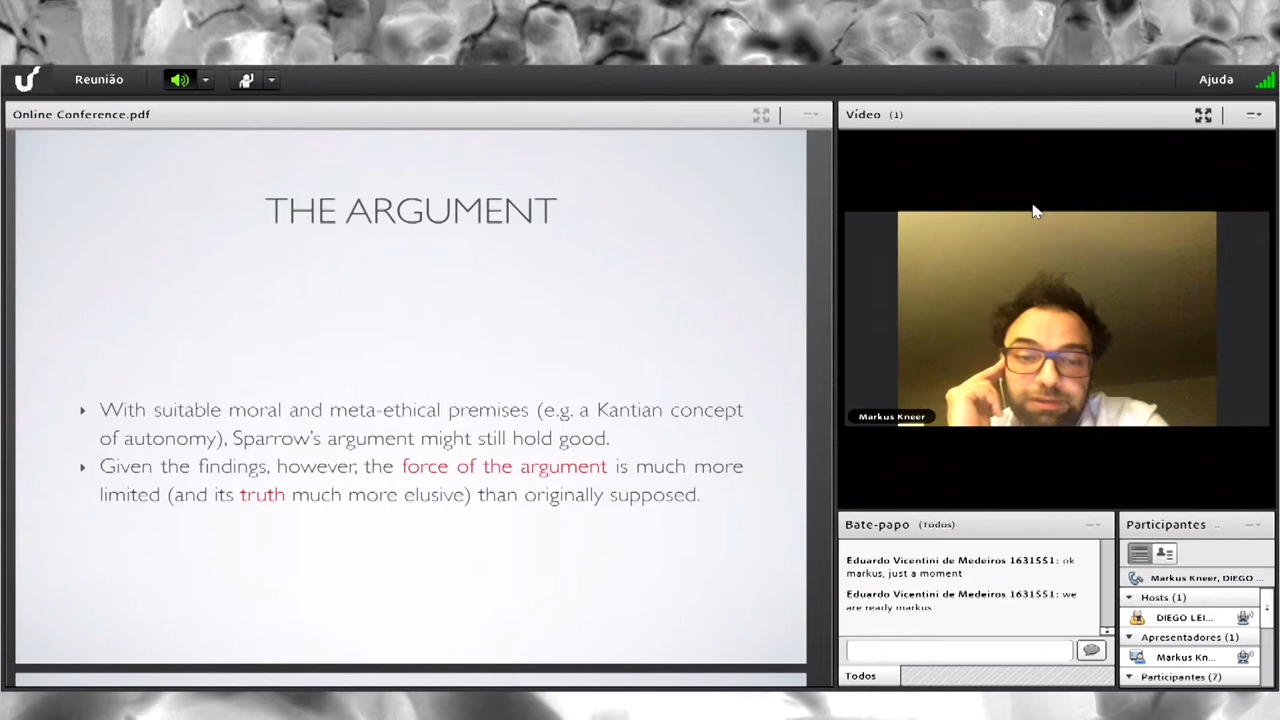 Reunião
Ajuda
Online Conference.pdf
Vídeo (1)
THE ARGUMENT
With suitable moral and meta-ethical premises (e.g. a Kantian concept
of autonomy), Sparrow's argument might still hold good.
Given the findings, however, the force of the argument is much more
limited (and its truth much more elusive) than originally supposed.
Markus Kneer
Bate-papo (Todos)
Eduardo Vicentini de Medeiros 1631551: ok
markus, just a moment
Eduardo Vicentini de Medeiros 1631551: we
are ready markus
Todos
Participantes ..
Markus Kneer, DIEGO ...
Hosts (1)
DIEGO LEI...
Apresentadores (1)
Markus Kn...
Participantes (7)